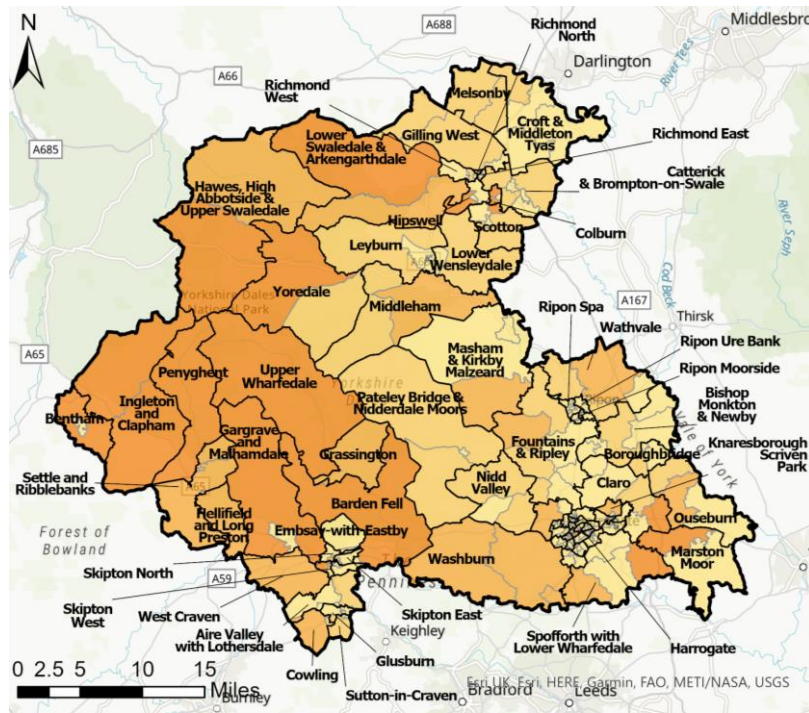 N
A688
Middlesbro
Richmond
North
Darlington
River Tees
A66
Richmond
West
Melsonby
Croft &
Middleton
Tyas
Gilling West
Lower
Swaledale &
Arkengarthdale
Richmond East
A685
Catterick
& Brompton-on-Swale
Hawes, High
Abbotside &
Upper Swaledale
Hipswell
Scotton
Colburn
Leyburn
Lower
Wensleydale
River Seph
Cod Beck
Yorkshire Dales
National Park
Yoredale
Middleham
Ripon Spa
A167
Wathvale
Thirsk
A65
Masham
& Kirkby
Malzeard
Ripon Ure Bank
Ripon Moorside
Penyghent
Upper
Wharfedale
Bishop
Monkton
& Newby
Ingleton
and
Clapham
Bentham
Pateley Bridge &
Nidderdale Moors
Vale of York
Gargrave
and
Malhamdale
Fountains
& Ripley
Boroughbridge
Knaresborough
Scriven
Park
Grassington
Settle and
Ribblebanks
A65
Nidd
Valley
Claro
Barden Fell
Hellifield
and Long
Preston
Ouseburn
Forest of
Bowland
Embsay-with-Eastby
Washburn
Marston
Moor
Skipton North
A59
Skipton
West
West Craven
Skipton East
Aire Valley
with Lothersdale
Keighley
Spofforth with
Lower Wharfedale
Harrogate
Cowling
Glusburn
Sutton-in-Craven
0 2.5 5 10 15
Miles
Burnley
Bradford
Leeds
Esri UK, Esri, HERE, Garmin, FAO, METI/NASA, USGS